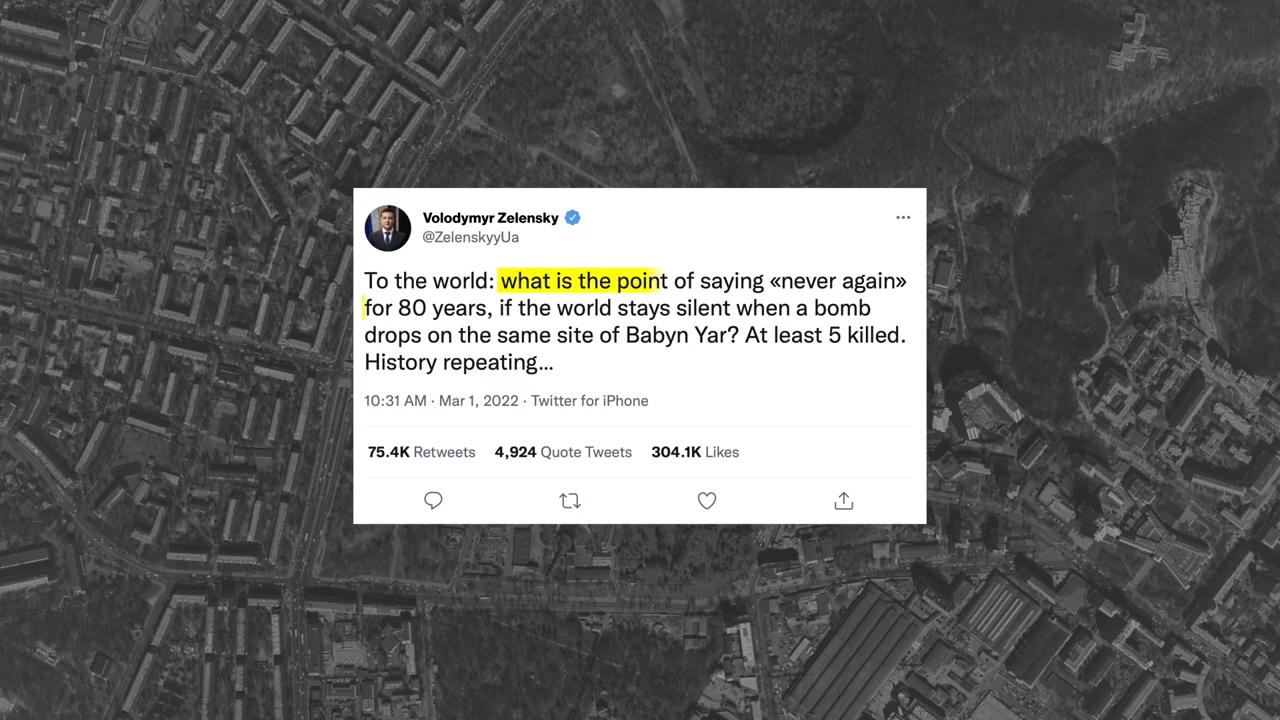 Volodymyr Zelensky
@ZelenskyyUa
To the world: what is the point of saying «never again»
for 80 years, if the world stays silent when a bomb
drops on the same site of Babyn Yar? At least 5 killed.
History repeating...
10:31 AM · Mar 1, 2022 · Twitter for iPhone
75.4K Retweets 4,924 Quote Tweets 304.1K Likes